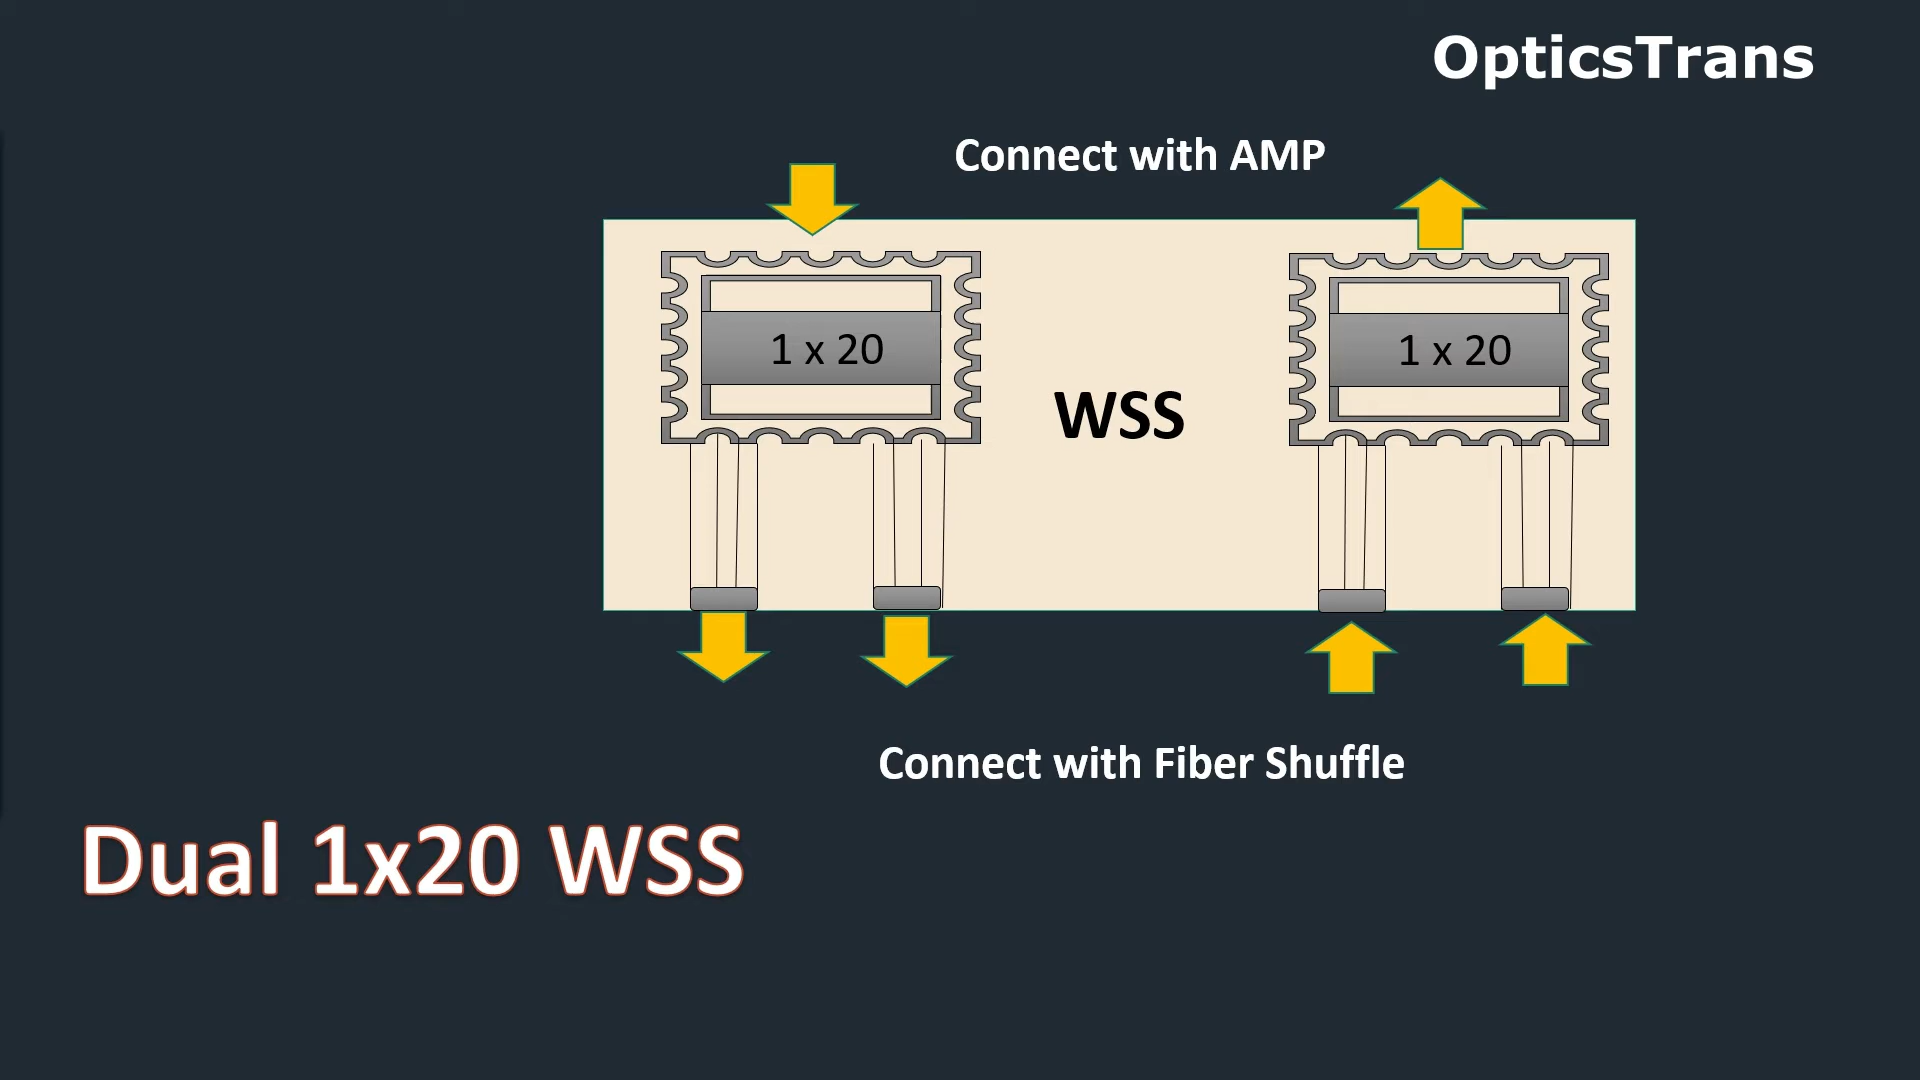 OpticsTrans
Connect with AMP
1 x 20
1 x 20
WSS
Connect with Fiber Shuffle
Dual 1x20 WSS